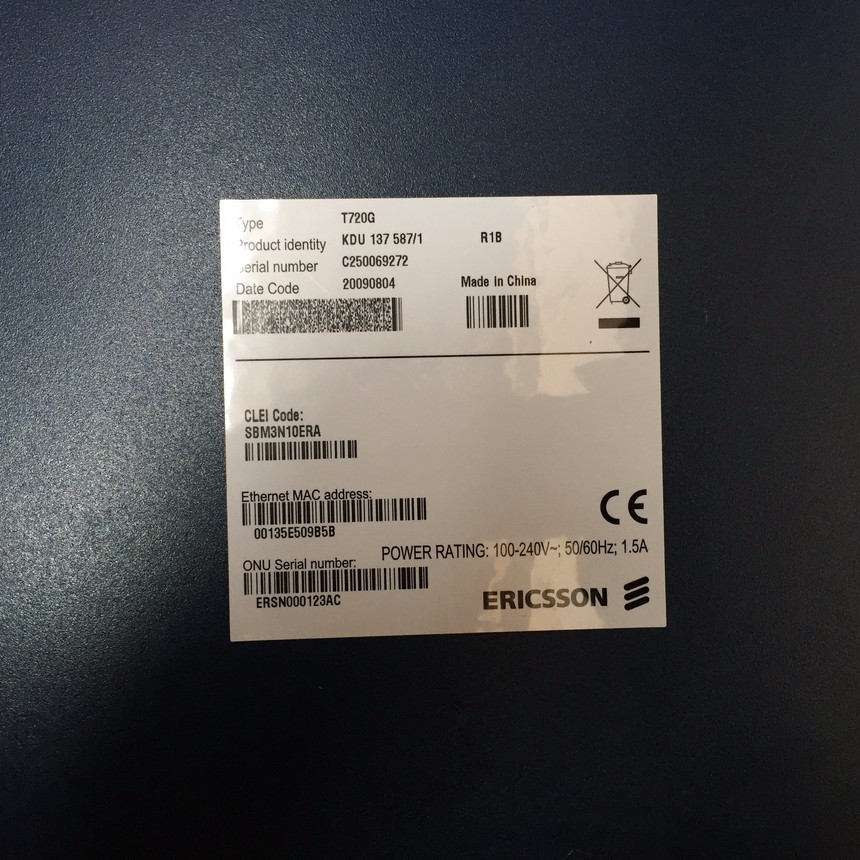 Type T720G
Product identity KDU 137 587/1 R1B
Serial number C250069272
Date Code 20090804 Made in China
CLEI Code:
SBM3N10ERA
Ethernet MAC address:
00135E509B5B
POWER RATING: 100-240V~; 50/60Hz; 1.5A
ONU Serial number:
ERSN000123AC
CE
ERICSSON